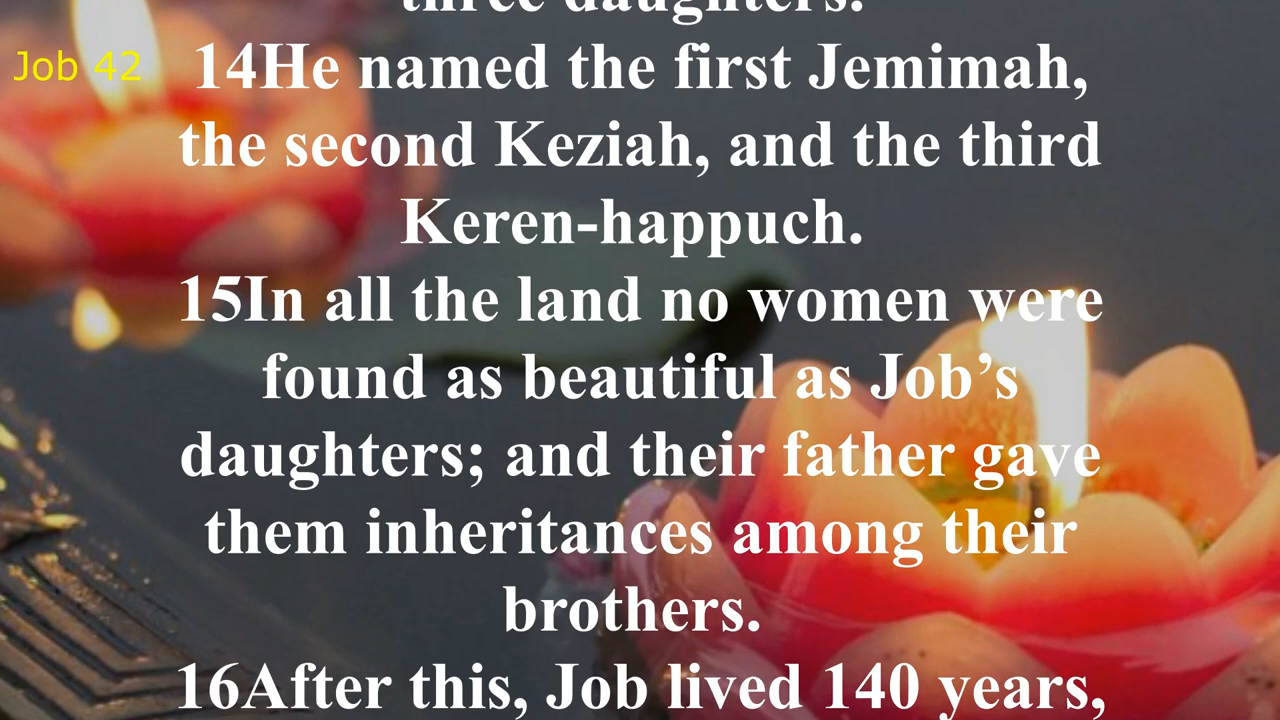 three daughters.
Job 42
14He named the first Jemimah,
the second Keziah, and the third
Keren-happuch.
15In all the land no women were
found as beautiful as Job’s
daughters; and their father gave
them inheritances among their
brothers.
16After this, Job lived 140 years,